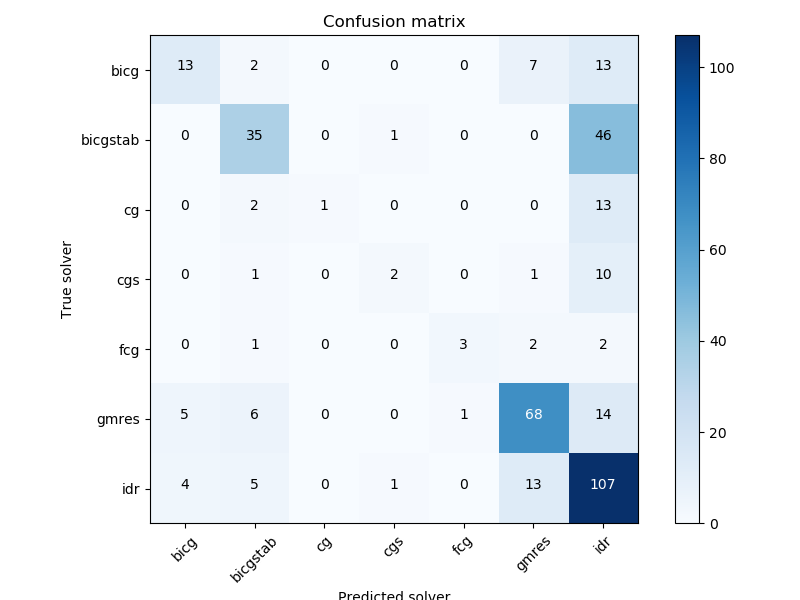 Confusion matrix
bicg 13 2 0 0 0 7 13
bicgstab 0 35 0 1 0 0 46
cg 0 2 1 0 0 0 13
cgs 0 1 0 2 0 1 10
fcg 0 1 0 0 3 2 2
gmres 5 6 0 0 1 68 14
idr 4 5 0 1 0 13 107
bicg bicgstab cg cgs fcg gmres idr
True solver
Predicted solver
100
80
60
40
20
0